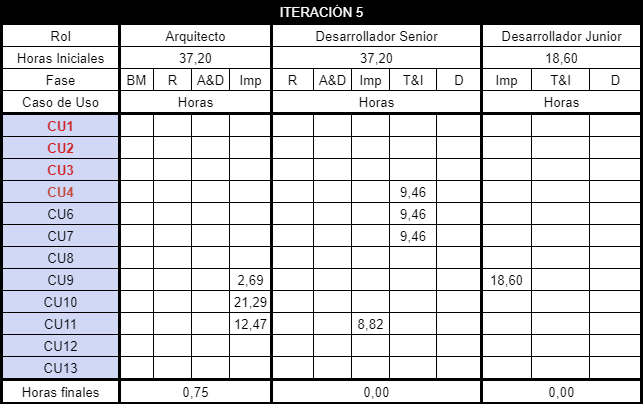 ITERACIÓN 5
Rol Arquitecto Desarrollador Senior Desarrollador Junior
Horas Iniciales 37,20 37,20 18,60
Fase BM R A&D Imp R A&D Imp T&I D Imp T&I D
Caso de Uso Horas Horas Horas
CU1
CU2
CU3
CU4 9,46
CU6 9,46
CU7 9,46
CU8
CU9 2,69 18,60
CU10 21,29
CU11 12,47 8,82
CU12
CU13
Horas finales 0,75 0,00 0,00